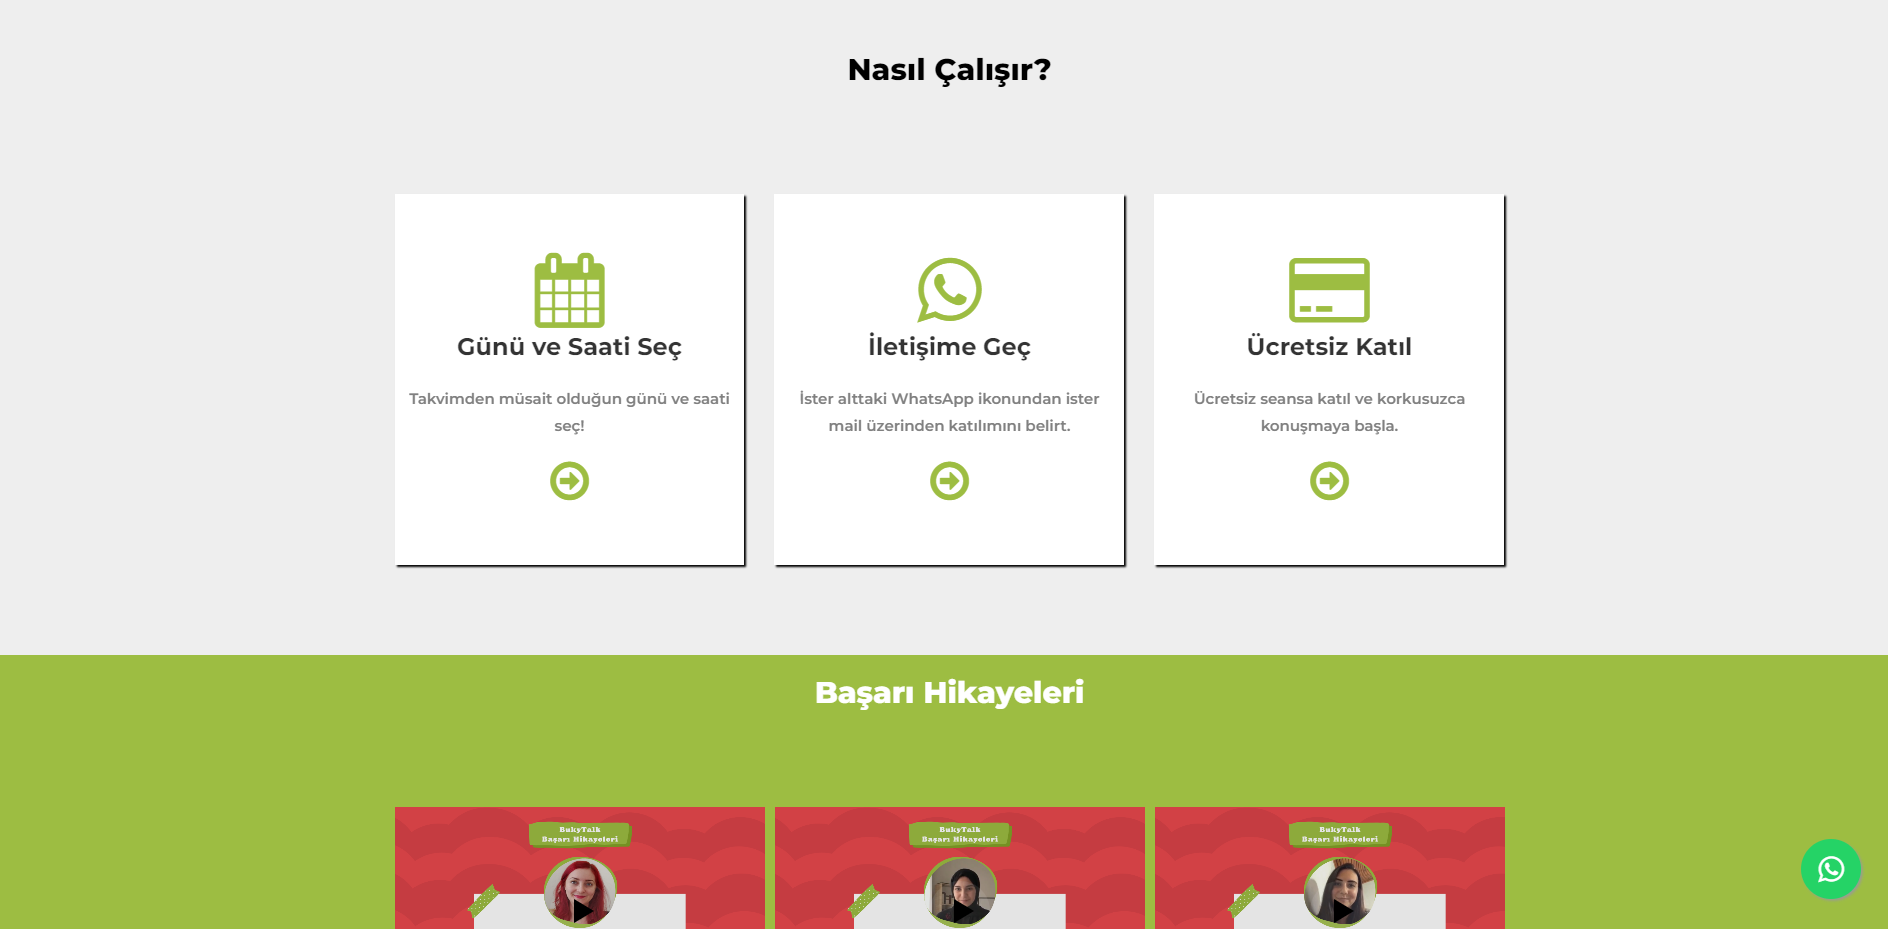 Nasıl Çalışır?
Günü ve Saati Seç
Takvimden müsait olduğun günü ve saati
seç!
İletişime Geç
İster alttaki WhatsApp ikonundan ister
mail üzerinden katılımını belirt.
Ücretsiz Katıl
Ücretsiz seansa katıl ve korkusuzca
konuşmaya başla.
Başarı Hikayeleri
BukyTalk
Başarı Hikayeleri
BukyTalk
Başarı Hikayeleri
BukyTalk
Başarı Hikayeleri